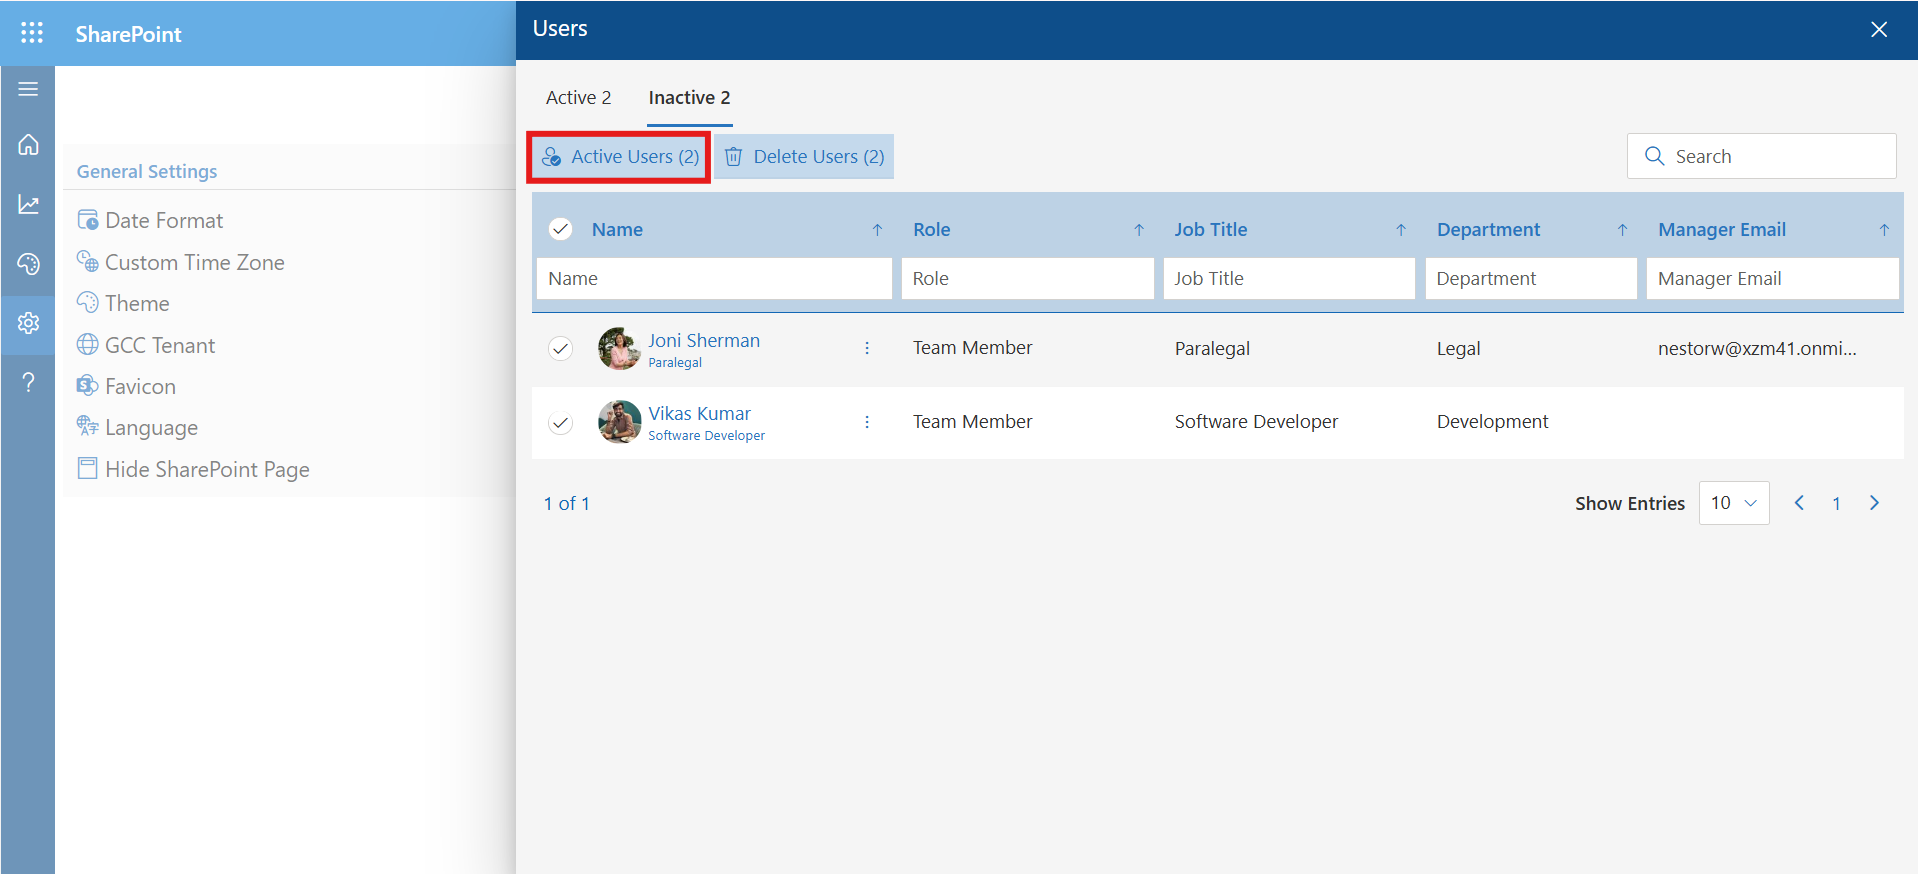 SharePoint
Users
Active 2
Inactive 2
Active Users (2)
Delete Users (2)
Search
General Settings
Date Format
Custom Time Zone
Theme
GCC Tenant
Favicon
Language
Hide SharePoint Page
Name Role Job Title Department Manager Email
Name Role Job Title Department Manager Email
Joni Sherman
Paralegal
Team Member Paralegal Legal nestorw@xzm41.onmi...
Vikas Kumar
Software Developer
Team Member Software Developer Development
1 of 1
Show Entries 10 1